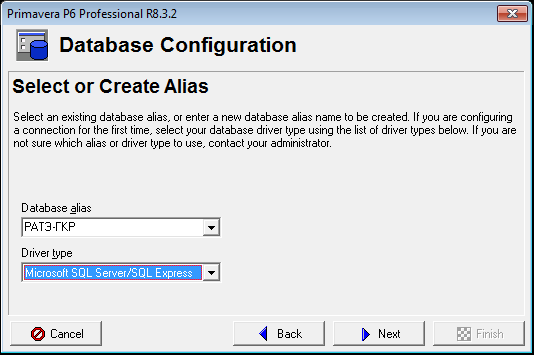 Primavera P6 Professional R8.3.2
Database Configuration
Select or Create Alias
Select an existing database alias, or enter a new database alias name to be created. If you are configuring
a connection for the first time, select your database driver type using the list of driver types below. If you are
not sure which alias or driver type to use, contact your administrator.
Database alias
РАТЭ-ГКР
Driver type
Microsoft SQL Server/SQL Express
Cancel
Back
Next
Finish